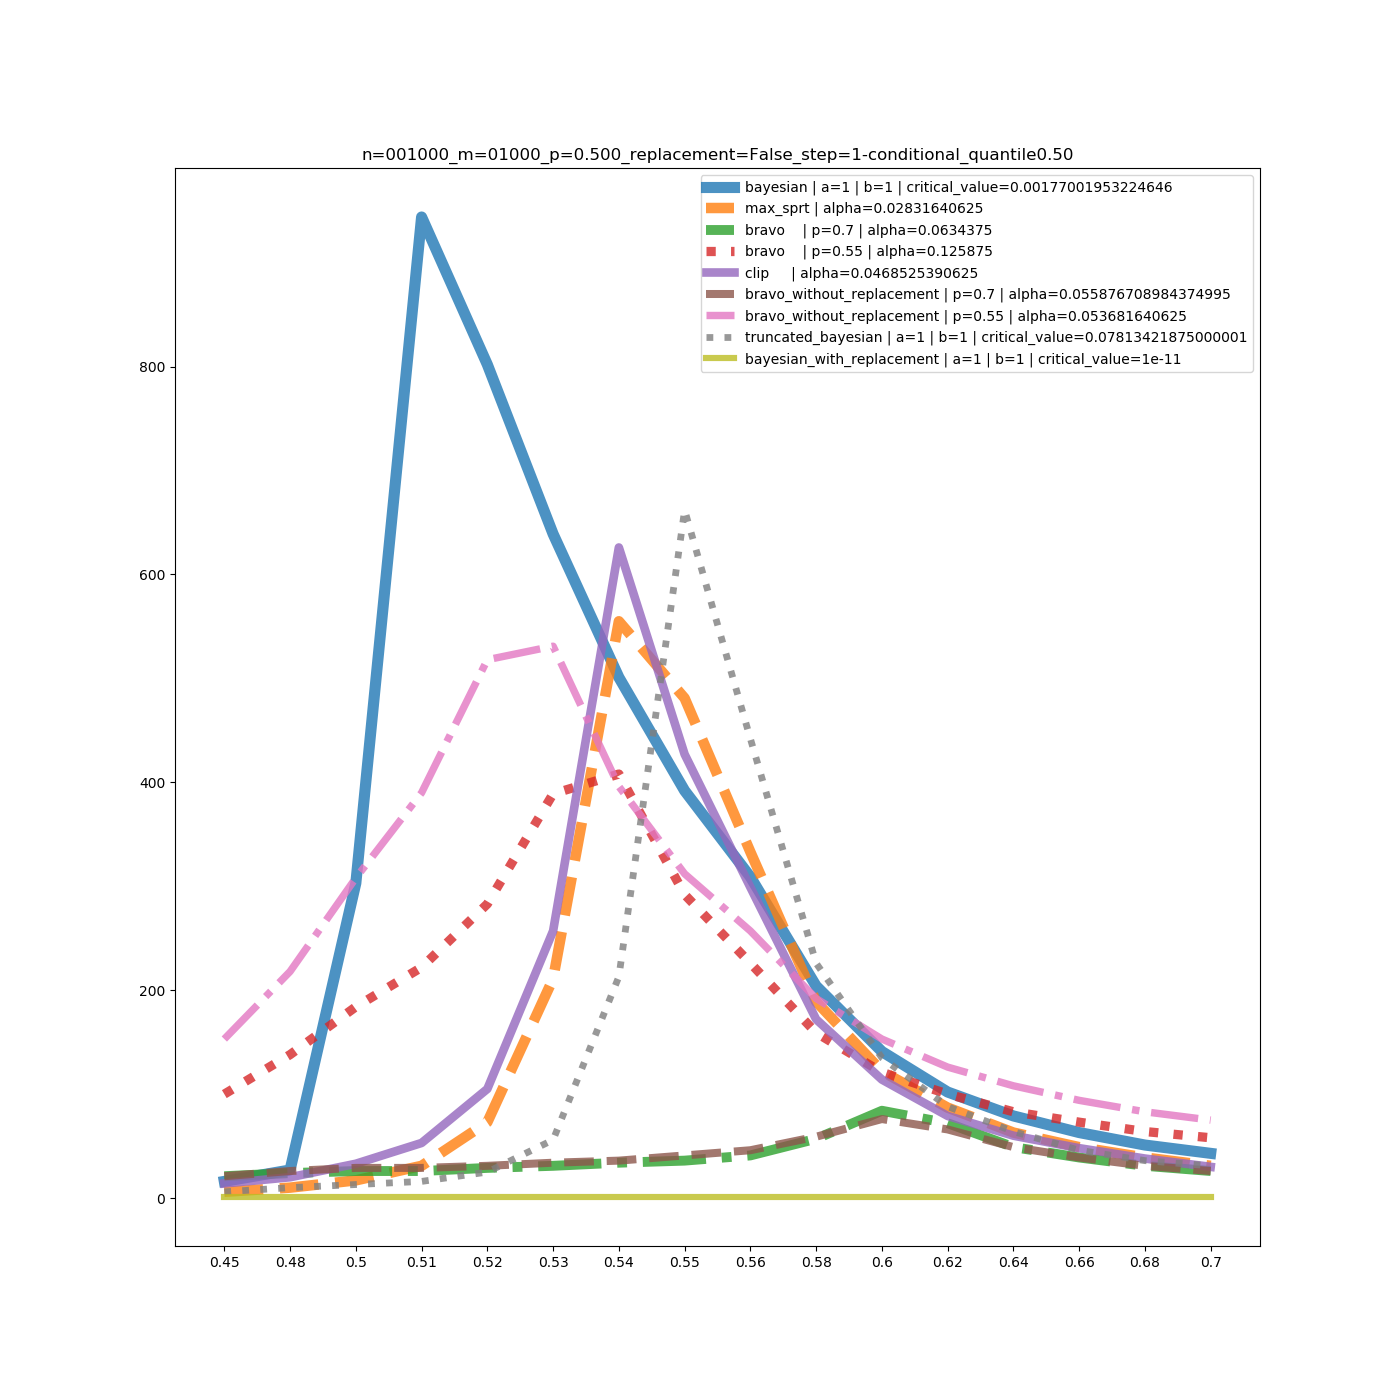 n=001000_m=01000_p=0.500_replacement=False_step=1-conditional_quantile0.50
bayesian | a=1 | b=1 | critical_value=0.00177001953224646
max_sprt | alpha=0.02831640625
bravo    | p=0.7 | alpha=0.0634375
bravo    | p=0.55 | alpha=0.125875
clip     | alpha=0.0468525390625
bravo_without_replacement | p=0.7 | alpha=0.055876708984374995
bravo_without_replacement | p=0.55 | alpha=0.053681640625
truncated_bayesian | a=1 | b=1 | critical_value=0.07813421875000001
bayesian_with_replacement | a=1 | b=1 | critical_value=1e-11
800
600
400
200
0
0.45 0.48 0.5 0.51 0.52 0.53 0.54 0.55 0.56 0.58 0.6 0.62 0.64 0.66 0.68 0.7